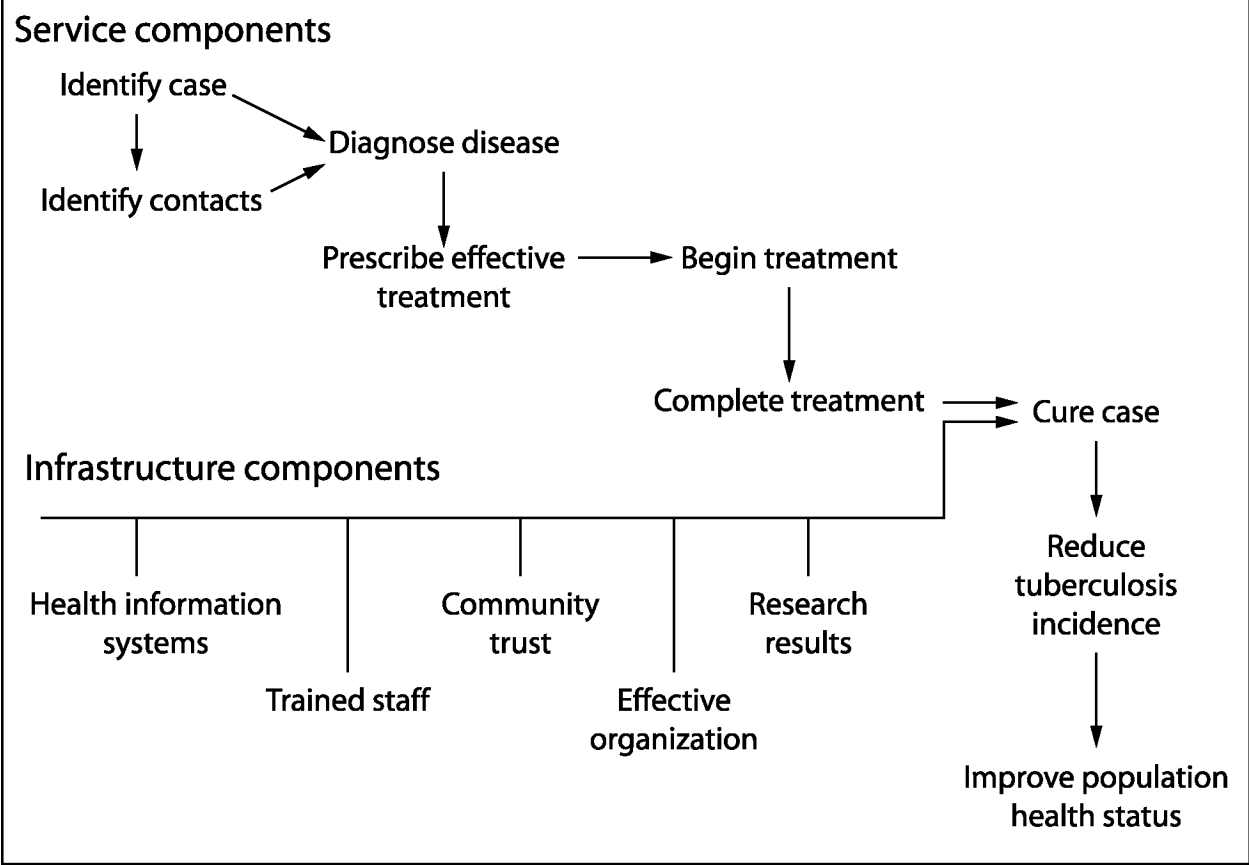 Service components
Identify case
Diagnose disease
Identify contacts
Prescribe effective
treatment
Begin treatment
Complete treatment
Cure case
Infrastructure components
Health information
systems
Trained staff
Community
trust
Effective
organization
Research
results
Reduce
tuberculosis
incidence
Improve population
health status